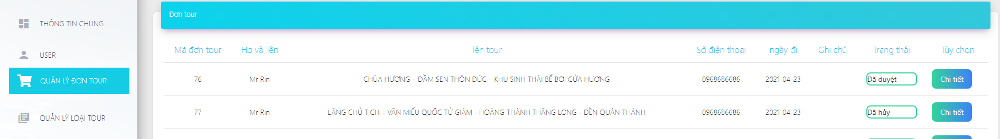 THÔNG TIN CHUNG
USER
QUẢN LÝ ĐƠN TOUR
QUẢN LÝ LOẠI TOUR
Đơn tour
Mã đơn tour Họ và Tên Tên tour Số điện thoại ngày đi Ghi chú Trạng thái Tùy chọn
76 Mr Rin CHÙA HƯƠNG – ĐẦM SEN THÔN ĐỨC – KHU SINH THÁI BỂ BƠI CỬA HƯƠNG 0968686686 2021-04-23 Đã duyệt Chi tiết
77 Mr Rin LĂNG CHỦ TỊCH – VĂN MIẾU QUỐC TỬ GIÁM - HOÀNG THÀNH THĂNG LONG - ĐỀN QUÁN THÁNH 0968686686 2021-04-23 Đã hủy Chi tiết